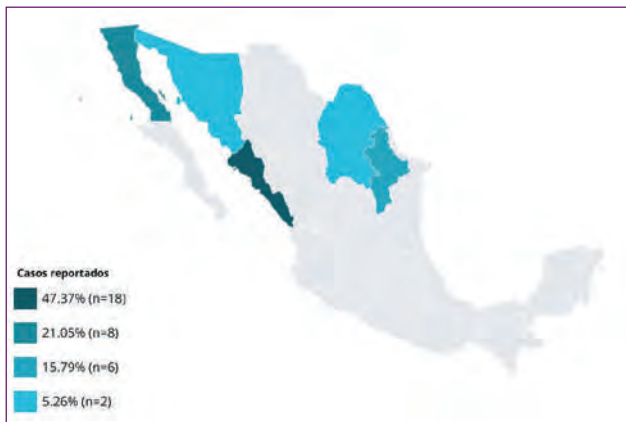 Casos reportados
47.37% (n=18)
21.05% (n=8)
15.79% (n=6)
5.26% (n=2)